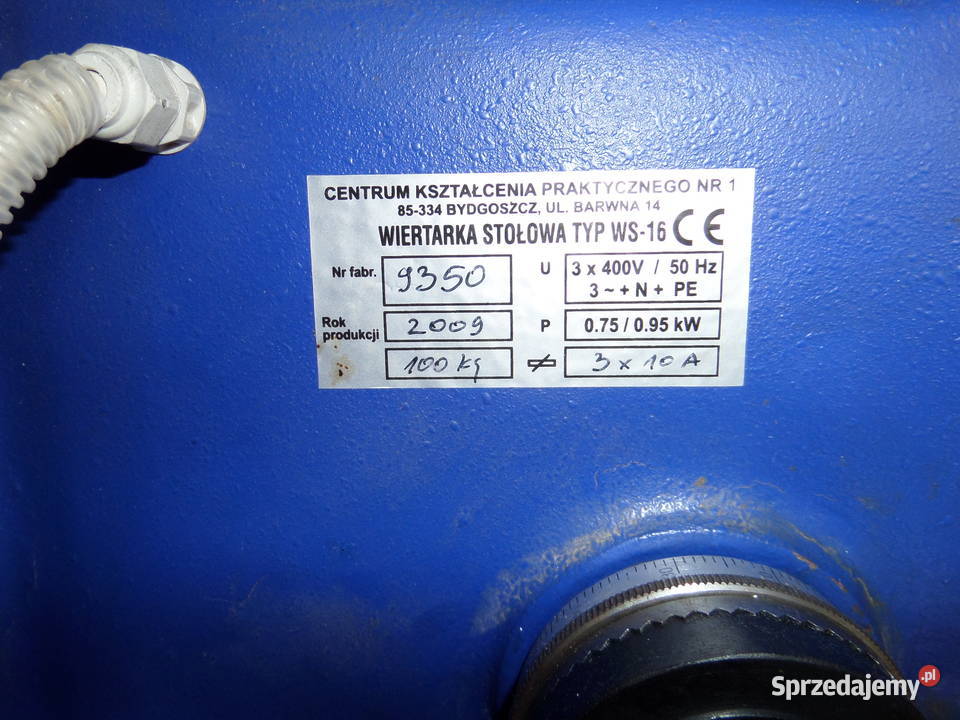 CENTRUM KSZTAŁCENIA PRAKTYCZNEGO NR 1
85-334 BYDGOSZCZ, UL. BARWNA 14
WIERTARKA STOŁOWA TYP WS-16 CE
Nr fabr. 9350 U 3 x 400V / 50 Hz
3 ~ + N + PE
Rok produkcji 2009 P 0.75 / 0.95 kW
100 kg 3 x 10 A
Sprzedajemy.pl